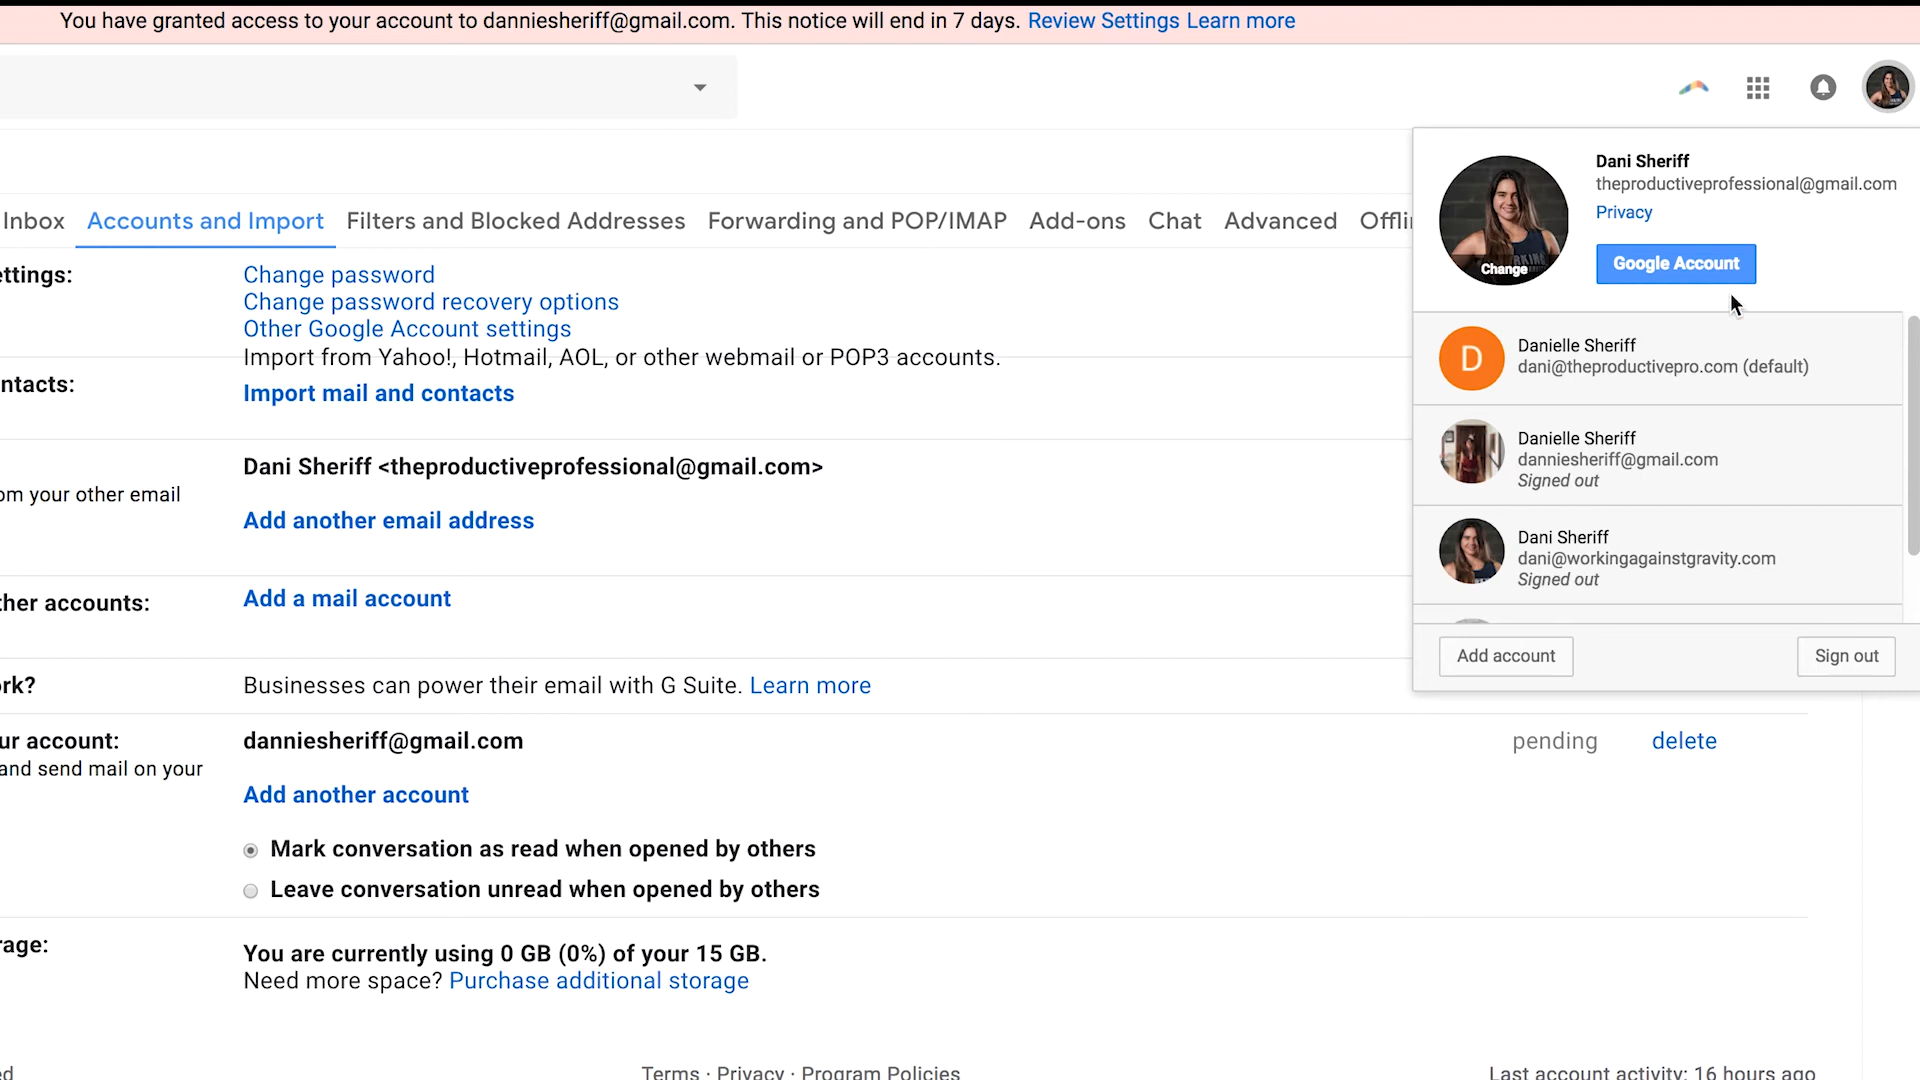 You have granted access to your account to danniesheriff@gmail.com. This notice will end in 7 days. Review Settings Learn more
Inbox Accounts and Import Filters and Blocked Addresses Forwarding and POP/IMAP Add-ons Chat Advanced Offli
ettings:
Change password
Change password recovery options
Other Google Account settings
Import from Yahoo!, Hotmail, AOL, or other webmail or POP3 accounts.
ntacts:
Import mail and contacts
Dani Sheriff <theproductiveprofessional@gmail.com>
om your other email
Add another email address
ther accounts:
Add a mail account
rk?
Businesses can power their email with G Suite. Learn more
ur account:
danniesheriff@gmail.com
pending
delete
and send mail on your
Add another account
Mark conversation as read when opened by others
Leave conversation unread when opened by others
rage:
You are currently using 0 GB (0%) of your 15 GB.
Need more space? Purchase additional storage
ed
Terms · Privacy · Program Policies
Last account activity: 16 hours ago
Dani Sheriff
theproductiveprofessional@gmail.com
Privacy
Change
Google Account
D
Danielle Sheriff
dani@theproductivepro.com (default)
Danielle Sheriff
danniesheriff@gmail.com
Signed out
Dani Sheriff
dani@workingagainstgravity.com
Signed out
Add account
Sign out